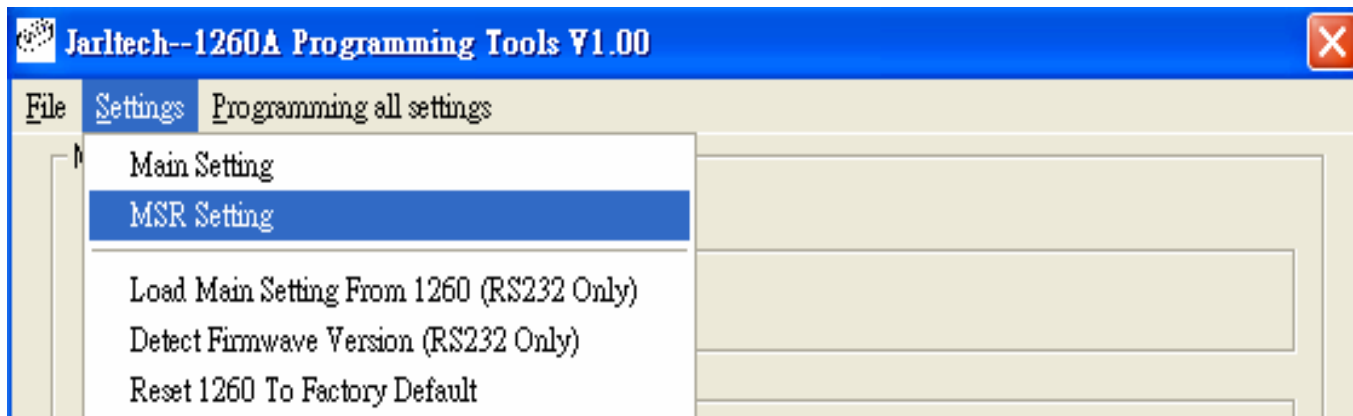 Jarltech--1260A Programming Tools V1.00
File Settings Programming all settings
Main Setting
MSR Setting
Load Main Setting From 1260 (RS232 Only)
Detect Firmwave Version (RS232 Only)
Reset 1260 To Factory Default